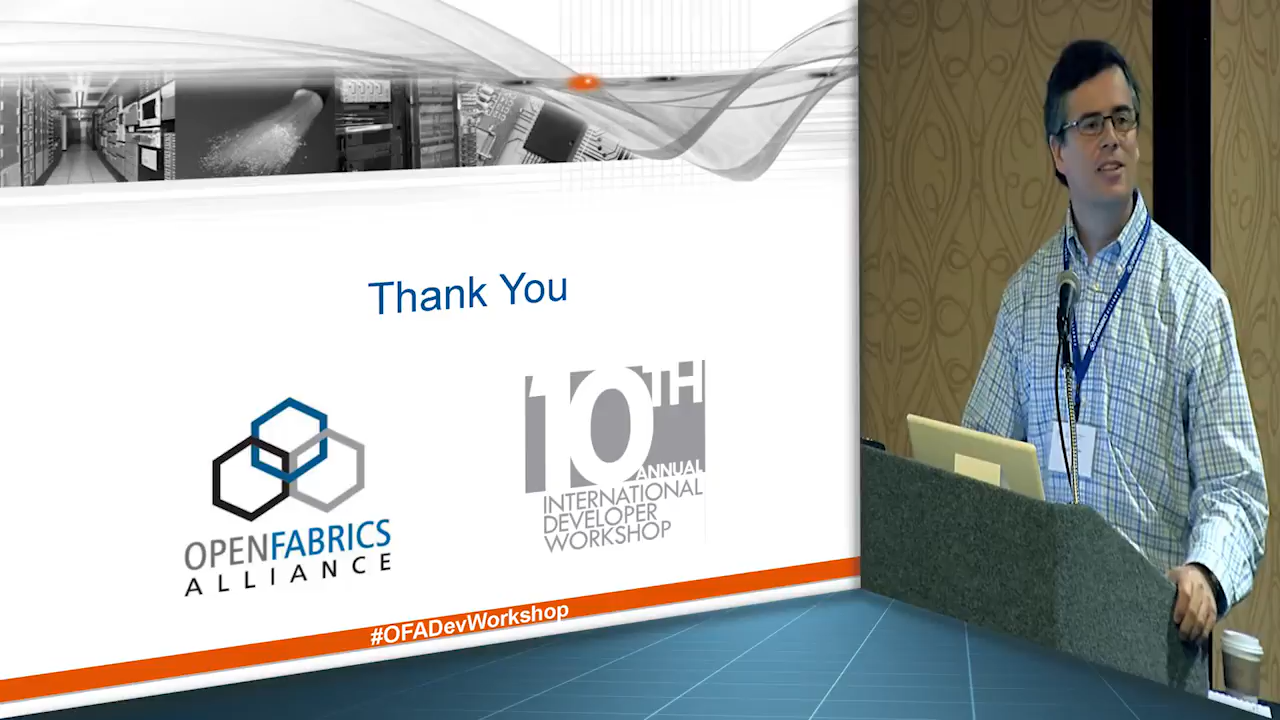 Thank You
OPENFABRICS
ALLIANCE
10TH
ANNUAL
INTERNATIONAL
DEVELOPER
WORKSHOP
#OFADevWorkshop